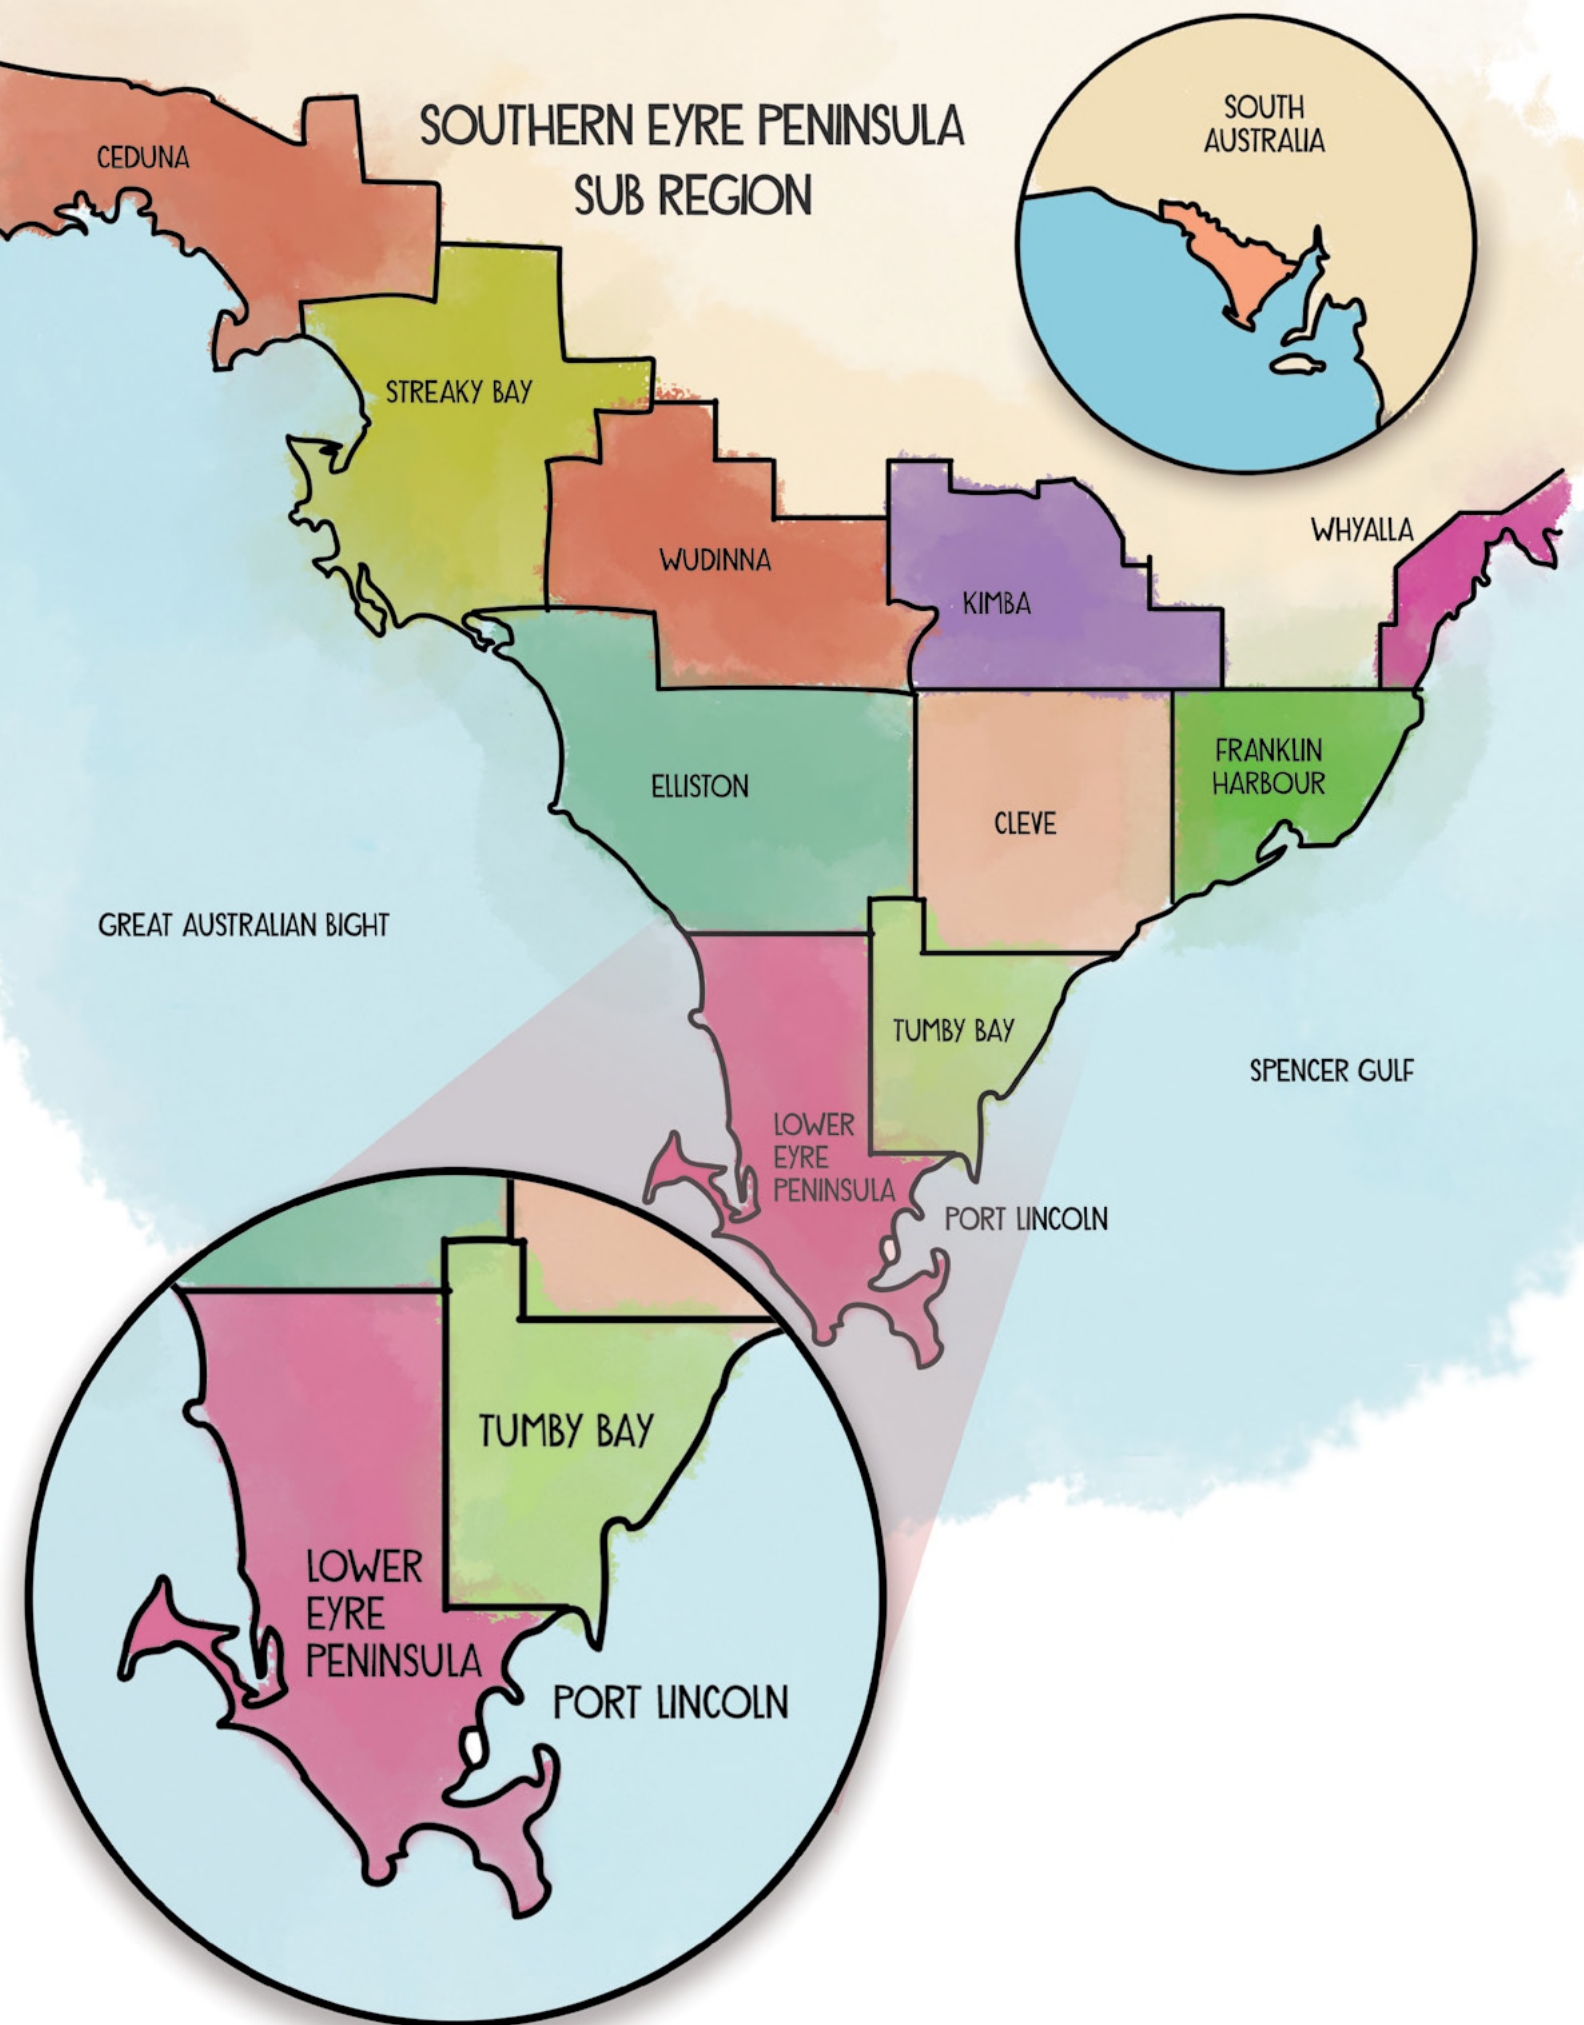 SOUTHERN EYRE PENINSULA
SUB REGION
SOUTH
AUSTRALIA
CEDUNA
STREAKY BAY
WUDINNA
KIMBA
WHYALLA
ELLISTON
CLEVE
FRANKLIN
HARBOUR
GREAT AUSTRALIAN BIGHT
TUMBY BAY
SPENCER GULF
LOWER
EYRE
PENINSULA
PORT LINCOLN
TUMBY BAY
LOWER
EYRE
PENINSULA
PORT LINCOLN